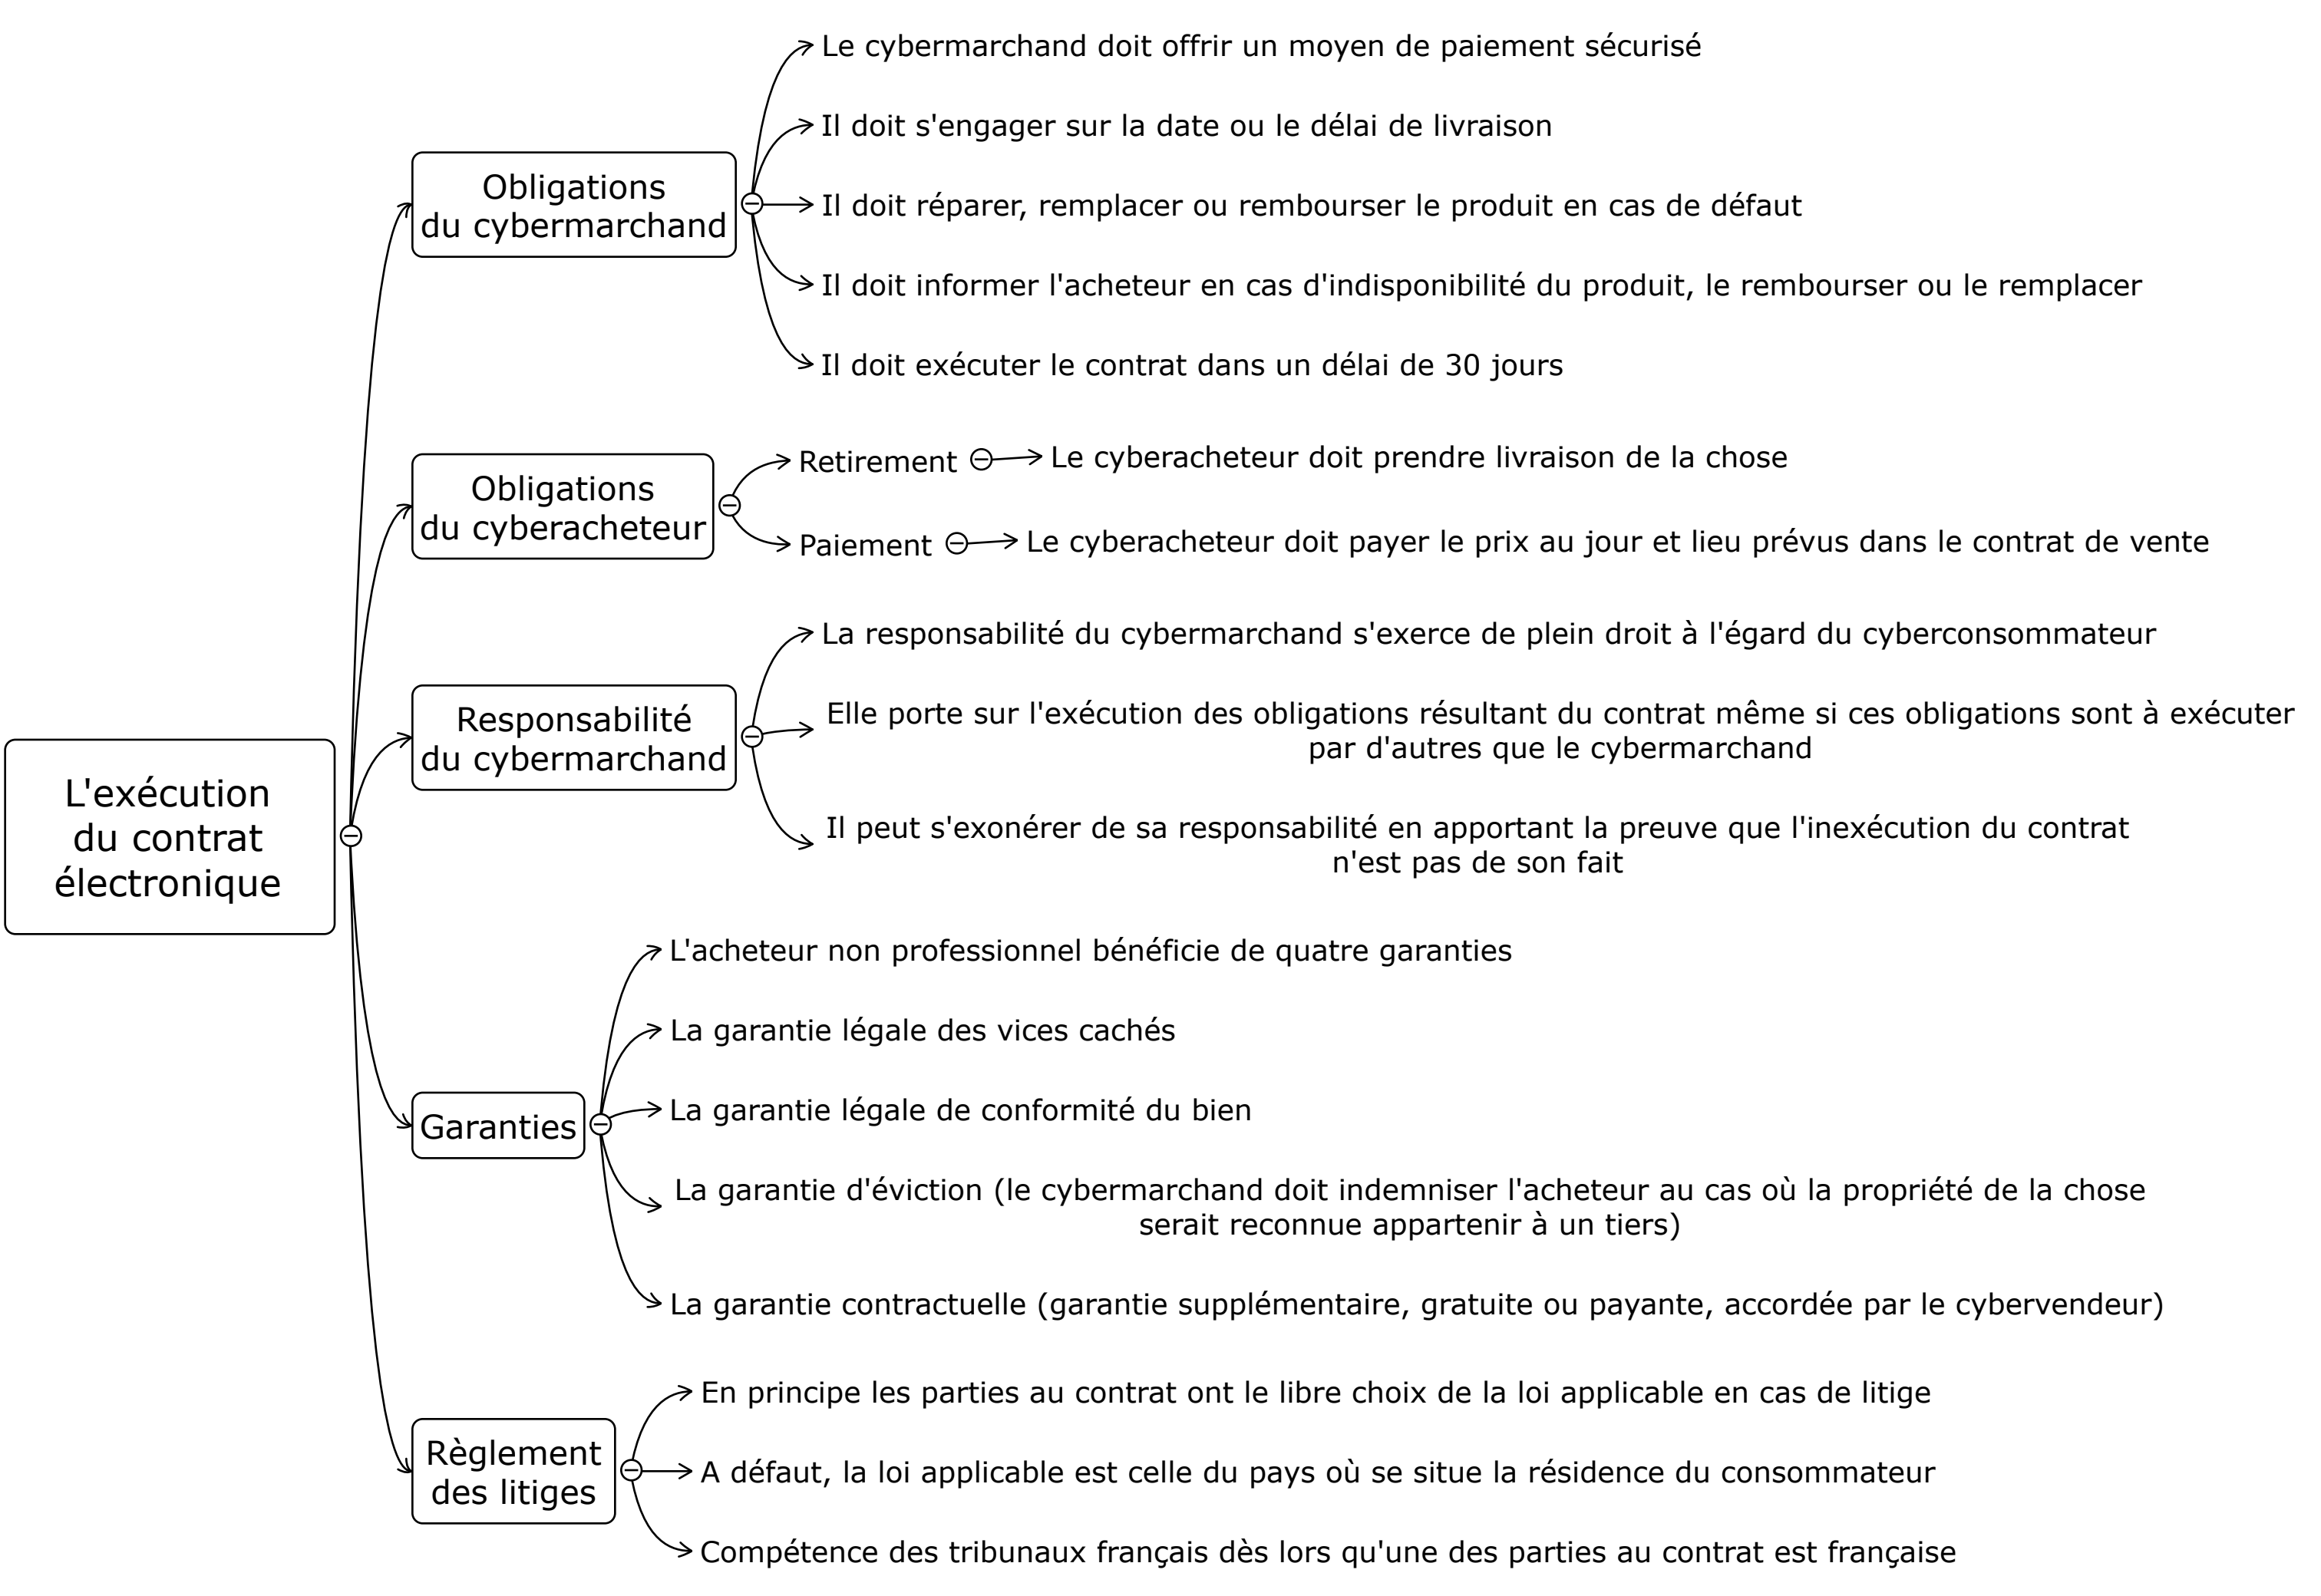 L'exécution
du contrat
électronique
Obligations
du cybermarchand
Le cybermarchand doit offrir un moyen de paiement sécurisé
Il doit s'engager sur la date ou le délai de livraison
Il doit réparer, remplacer ou rembourser le produit en cas de défaut
Il doit informer l'acheteur en cas d'indisponibilité du produit, le rembourser ou le remplacer
Il doit exécuter le contrat dans un délai de 30 jours
Obligations
du cyberacheteur
Retirement
Le cyberacheteur doit prendre livraison de la chose
Paiement
Le cyberacheteur doit payer le prix au jour et lieu prévus dans le contrat de vente
Responsabilité
du cybermarchand
La responsabilité du cybermarchand s'exerce de plein droit à l'égard du cyberconsommateur
Elle porte sur l'exécution des obligations résultant du contrat même si ces obligations sont à exécuter
par d'autres que le cybermarchand
Il peut s'exonérer de sa responsabilité en apportant la preuve que l'inexécution du contrat
n'est pas de son fait
Garanties
L'acheteur non professionnel bénéficie de quatre garanties
La garantie légale des vices cachés
La garantie légale de conformité du bien
La garantie d'éviction (le cybermarchand doit indemniser l'acheteur au cas où la propriété de la chose
serait reconnue appartenir à un tiers)
La garantie contractuelle (garantie supplémentaire, gratuite ou payante, accordée par le cybervendeur)
Règlement
des litiges
En principe les parties au contrat ont le libre choix de la loi applicable en cas de litige
A défaut, la loi applicable est celle du pays où se situe la résidence du consommateur
Compétence des tribunaux français dès lors qu'une des parties au contrat est française